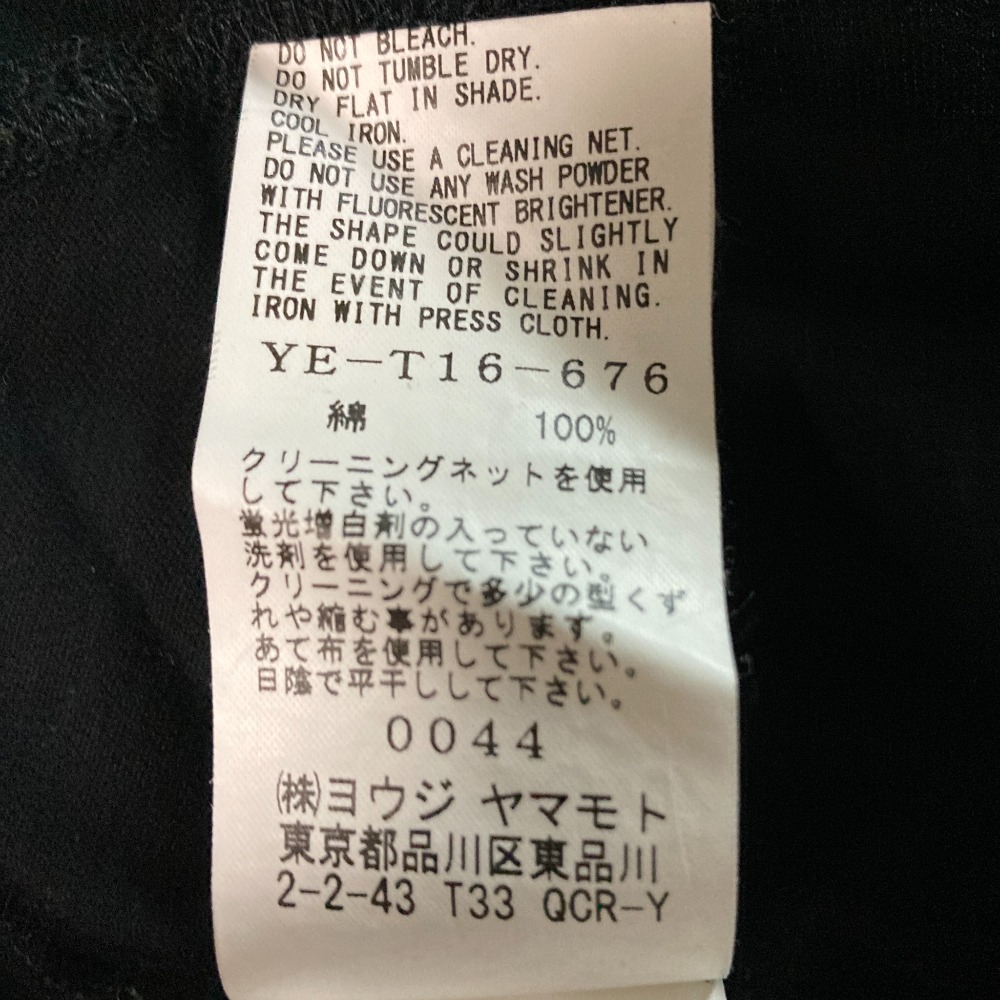 DO NOT BLEACH.
DO NOT TUMBLE DRY.
DRY FLAT IN SHADE.
COOL IRON.
PLEASE USE A CLEANING NET.
DO NOT USE ANY WASH POWDER
WITH FLUORESCENT BRIGHTENER.
THE SHAPE COULD SLIGHTLY
COME DOWN OR SHRINK IN
THE EVENT OF CLEANING.
IRON WITH PRESS CLOTH.
YE-T16-676
綿 100%
クリーニングネットを使用
して下さい。
蛍光増白剤の入っていない
洗剤を使用して下さい。
クリーニングで多少の型くず
れや縮む事があります。
あて布を使用して下さい。
日陰で平干しして下さい。
0044
㈱ヨウジ ヤマモト
東京都品川区東品川
2-2-43 T33 QCR-Y